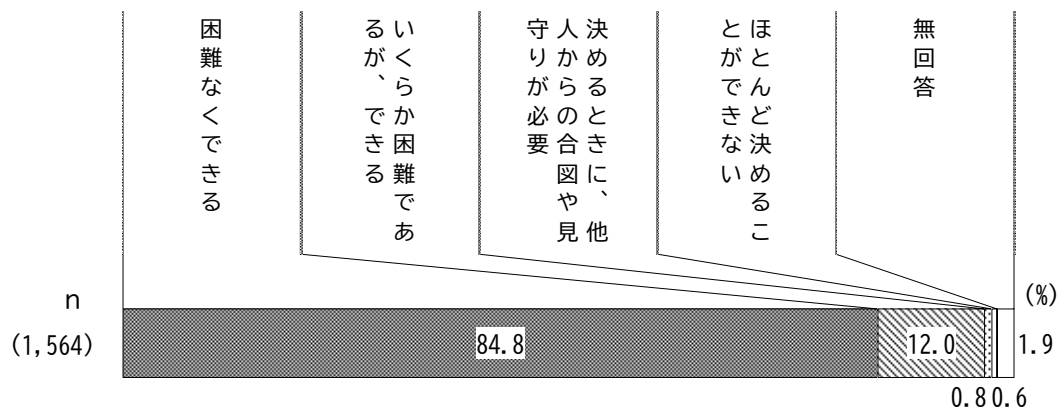 困難なくできる
いくらか困難であ
るが、できる
決めるときに、他
人からの合図や見
守りが必要
ほとんど決めるこ
とができない
無回答
n
(%)
(1,564)
84.8
12.0
1.9
0.8
0.6